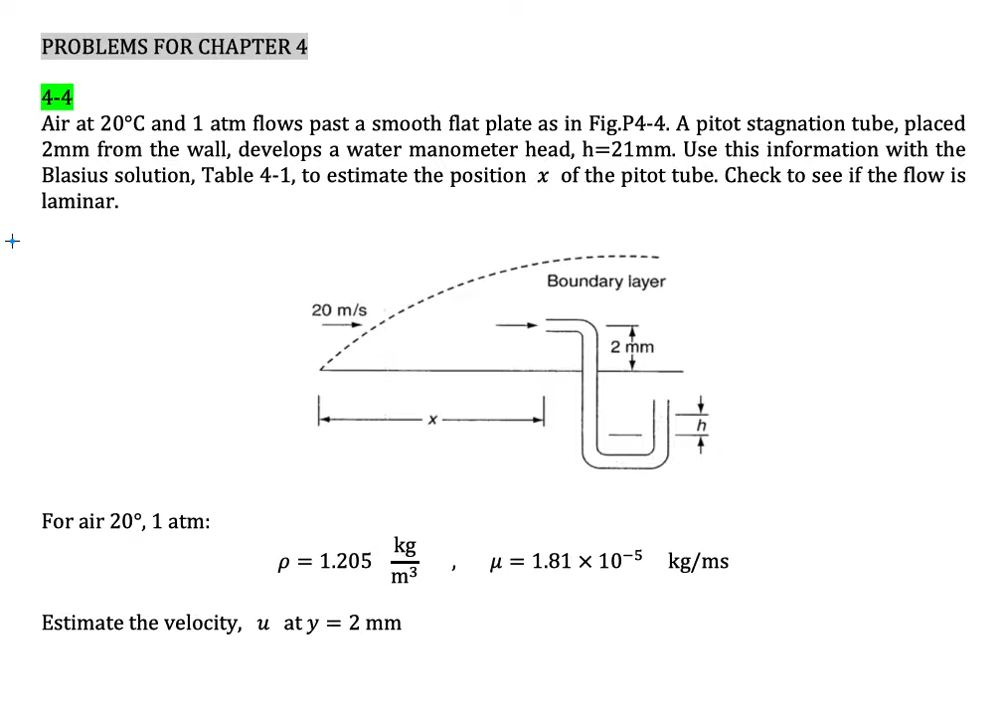 PROBLEMS FOR CHAPTER 4
4-4
Air at 20°C and 1 atm flows past a smooth flat plate as in Fig.P4-4. A pitot stagnation tube, placed
2mm from the wall, develops a water manometer head, h=21mm. Use this information with the
Blasius solution, Table 4-1, to estimate the position x of the pitot tube. Check to see if the flow is
laminar.
Boundary layer
20 m/s
2 mm
x
h
For air 20°, 1 atm:
ρ = 1.205 kg/m³ , μ = 1.81 × 10⁻⁵ kg/ms
Estimate the velocity, u at y = 2 mm